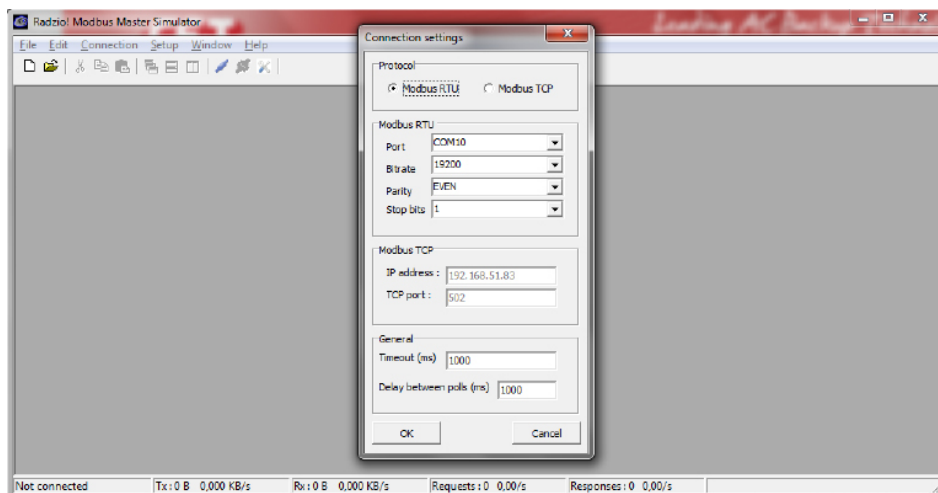 Radzio! Modbus Master Simulator
File Edit Connection Setup Window Help
Connection settings
Protocol
Modbus RTU Modbus TCP
Modbus RTU
Port COM10
Bitrate 19200
Parity EVEN
Stop bits 1
Modbus TCP
IP address : 192.168.51.83
TCP port : 502
General
Timeout (ms) 1000
Delay between polls (ms) 1000
OK Cancel
Not connected Tx : 0 B 0,000 KB/s Rx : 0 B 0,000 KB/s Requests : 0 0,00/s Responses : 0 0,00/s